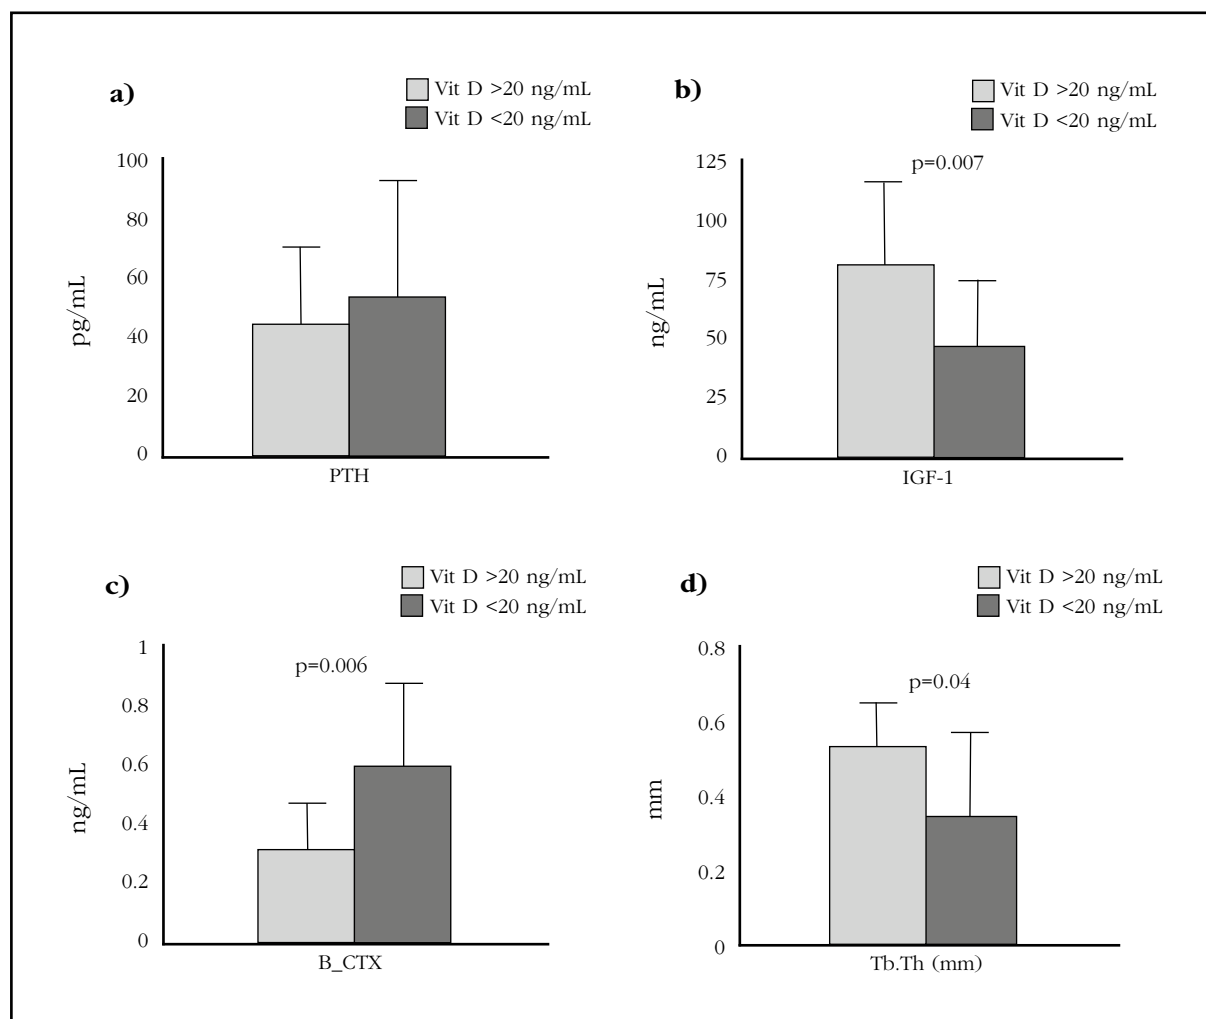 a)
Vit D >20 ng/mL
Vit D <20 ng/mL
100
80
60
40
20
0
pg/mL
PTH
b)
Vit D >20 ng/mL
Vit D <20 ng/mL
p=0.007
125
100
75
50
25
0
ng/mL
IGF-1
c)
Vit D >20 ng/mL
Vit D <20 ng/mL
p=0.006
1
0.8
0.6
0.4
0.2
0
ng/mL
B_CTX
d)
Vit D >20 ng/mL
Vit D <20 ng/mL
p=0.04
0.8
0.6
0.4
0.2
0
mm
Tb.Th (mm)